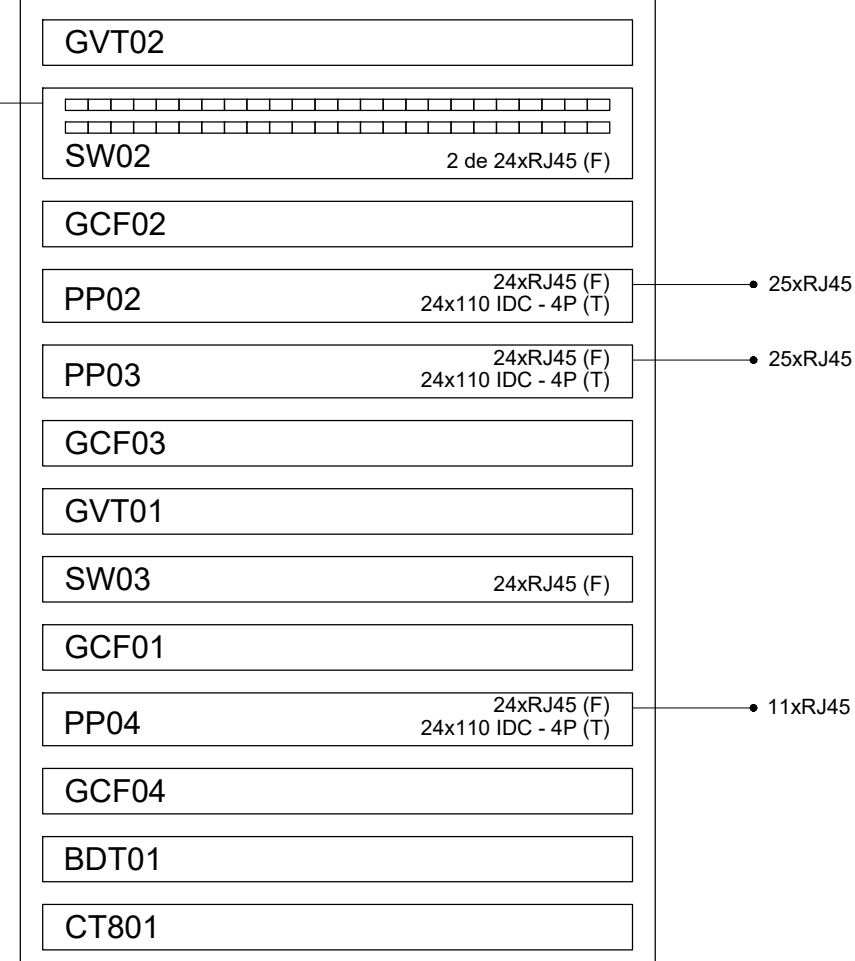 GVT02
SW02
2 de 24xRJ45 (F)
GCF02
PP02
24xRJ45 (F)
24x110 IDC - 4P (T)
25xRJ45
PP03
24xRJ45 (F)
24x110 IDC - 4P (T)
25xRJ45
GCF03
GVT01
SW03
24xRJ45 (F)
GCF01
PP04
24xRJ45 (F)
24x110 IDC - 4P (T)
11xRJ45
GCF04
BDT01
CT801